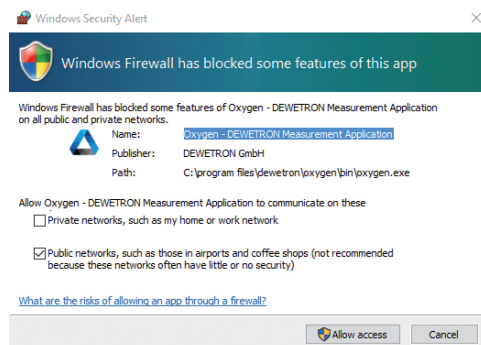 Windows Security Alert
Windows Firewall has blocked some features of this app
Windows Firewall has blocked some features of Oxygen - DEWETRON Measurement Application
on all public and private networks.
Name: Oxygen - DEWETRON Measurement Application
Publisher: DEWETRON GmbH
Path: C:\program files\dewetron\oxygen\bin\oxygen.exe
Allow Oxygen - DEWETRON Measurement Application to communicate on these
Private networks, such as my home or work network
Public networks, such as those in airports and coffee shops (not recommended
because these networks often have little or no security)
What are the risks of allowing an app through a firewall?
Allow access Cancel